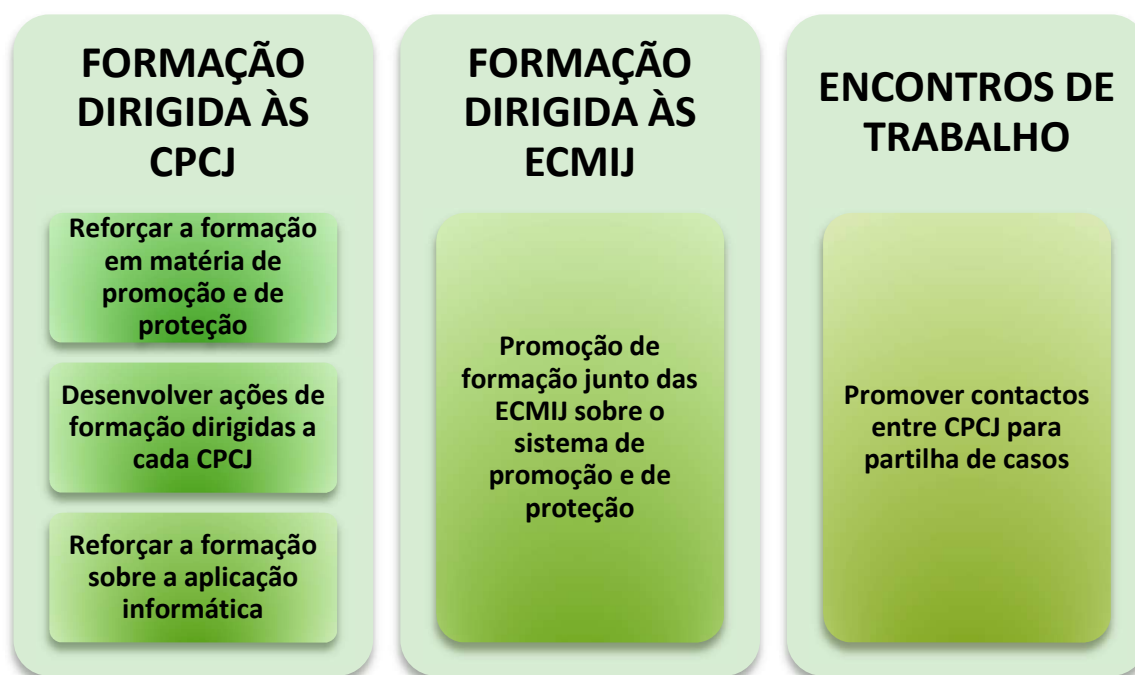 FORMAÇÃO
DIRIGIDA ÀS
CPCJ
Reforçar a formação
em matéria de
promoção e de
proteção
Desenvolver ações de
formação dirigidas a
cada CPCJ
Reforçar a formação
sobre a aplicação
informática
FORMAÇÃO
DIRIGIDA ÀS
ECMIJ
Promoção de
formação junto das
ECMIJ sobre o
sistema de
promoção e de
proteção
ENCONTROS DE
TRABALHO
Promover contactos
entre CPCJ para
partilha de casos